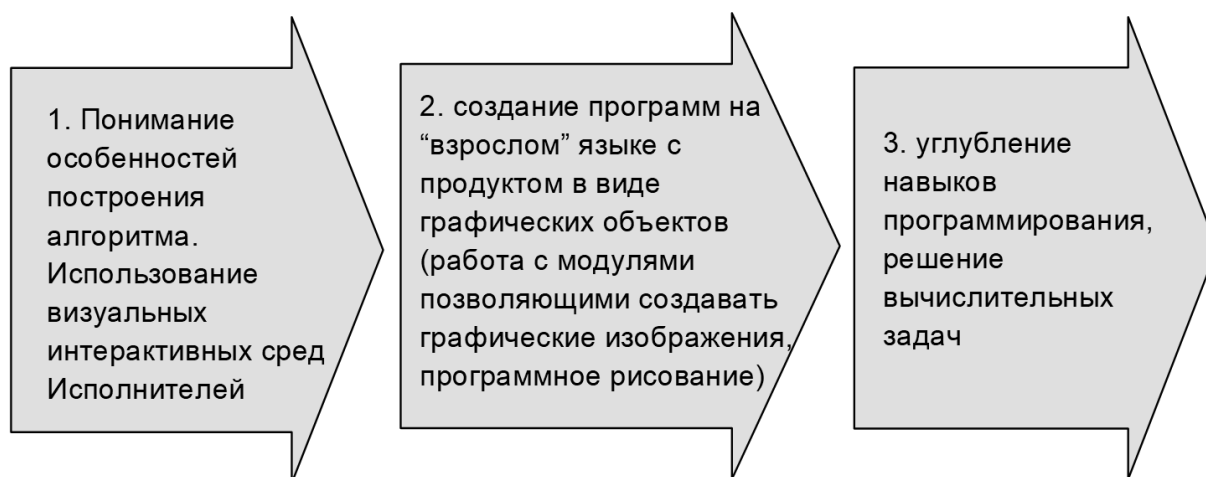 1. Понимание
особенностей
построения
алгоритма.
Использование
визуальных
интерактивных сред
Исполнителей
2. создание программ на
“взрослом” языке с
продуктом в виде
графических объектов
(работа с модулями
позволяющими создавать
графические изображения,
программное рисование)
3. углубление
навыков
программирования,
решение
вычислительных
задач